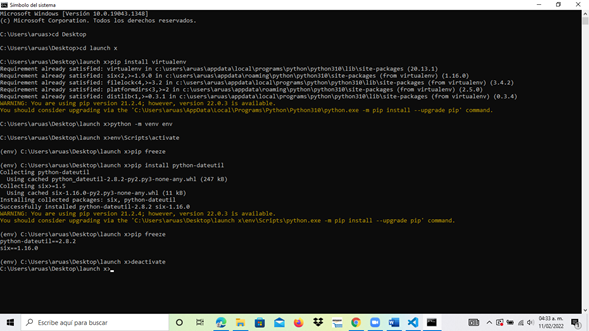 Símbolo del sistema
Microsoft Windows [Versión 10.0.19043.1348]
(c) Microsoft Corporation. Todos los derechos reservados.
C:\Users\aruas>cd Desktop
C:\Users\aruas\Desktop>cd launch x
C:\Users\aruas\Desktop\launch x>pip install virtualenv
Requirement already satisfied: virtualenv in c:\users\aruas\appdata\local\programs\python\python310\lib\site-packages (20.13.1)
Requirement already satisfied: six<2,>=1.9.0 in c:\users\aruas\appdata\roaming\python\python310\site-packages (from virtualenv) (1.16.0)
Requirement already satisfied: filelock<4,>=3.2 in c:\users\aruas\appdata\local\programs\python\python310\lib\site-packages (from virtualenv) (3.4.2)
Requirement already satisfied: platformdirs<3,>=2 in c:\users\aruas\appdata\roaming\python\python310\site-packages (from virtualenv) (2.5.0)
Requirement already satisfied: distlib<1,>=0.3.1 in c:\users\aruas\appdata\local\programs\python\python310\lib\site-packages (from virtualenv) (0.3.4)
WARNING: You are using pip version 21.2.4; however, version 22.0.3 is available.
You should consider upgrading via the 'C:\Users\aruas\AppData\Local\Programs\Python\Python310\python.exe -m pip install --upgrade pip' command.
C:\Users\aruas\Desktop\launch x>python -m venv env
C:\Users\aruas\Desktop\launch x>env\Scripts\activate
(env) C:\Users\aruas\Desktop\launch x>pip freeze
(env) C:\Users\aruas\Desktop\launch x>pip install python-dateutil
Collecting python-dateutil
Using cached python_dateutil-2.8.2-py2.py3-none-any.whl (247 kB)
Collecting six>=1.5
Using cached six-1.16.0-py2.py3-none-any.whl (11 kB)
Installing collected packages: six, python-dateutil
Successfully installed python-dateutil-2.8.2 six-1.16.0
WARNING: You are using pip version 21.2.4; however, version 22.0.3 is available.
You should consider upgrading via the 'C:\Users\aruas\Desktop\launch x\env\Scripts\python.exe -m pip install --upgrade pip' command.
(env) C:\Users\aruas\Desktop\launch x>pip freeze
python-dateutil==2.8.2
six==1.16.0
(env) C:\Users\aruas\Desktop\launch x>deactivate
C:\Users\aruas\Desktop\launch x>
Escribe aquí para buscar
04:33 a. m.
11/02/2022